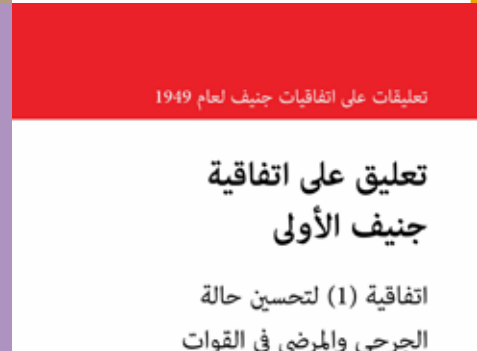 تعليقات على اتفاقيات جنيف لعام 1949
تعليق على اتفاقية
جنيف الأولى
اتفاقية (1) لتحسين حالة
الجرحى والمرضى في القوات